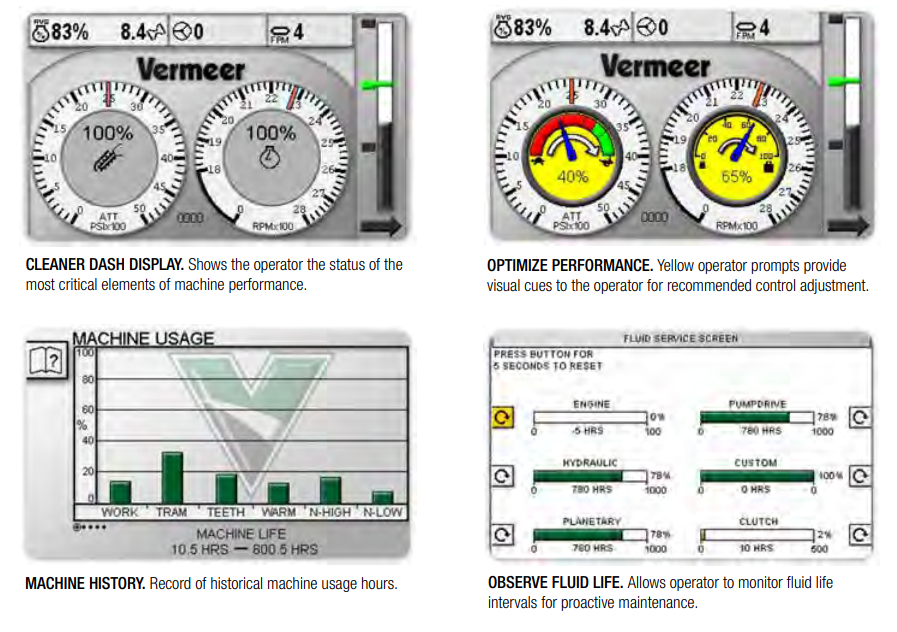 RVG
83%
8.4
0
FPM
4
Vermeer
100%
5
10
15
20
25
30
35
40
45
50
0
ATT
PSIx100
0000
100%
0
18
19
20
21
22
23
24
25
26
27
28
RPMx100
CLEANER DASH DISPLAY. Shows the operator the status of the
most critical elements of machine performance.
RVG
83%
8.4
0
FPM
4
Vermeer
0
5
10
15
20
25
30
35
40
45
50
40%
ATT
PSIx100
0000
0
18
19
20
21
22
23
24
25
26
27
28
0
20
40
60
80
100
65%
RPMx100
OPTIMIZE PERFORMANCE. Yellow operator prompts provide
visual cues to the operator for recommended control adjustment.
MACHINE USAGE
?
100
80
60
%
40
20
0
WORK TRAM TEETH WARM N-HIGH N-LOW
MACHINE LIFE
10.5 HRS — 800.5 HRS
MACHINE HISTORY. Record of historical machine usage hours.
FLUID SERVICE SCREEN
PRESS BUTTON FOR
5 SECONDS TO RESET
ENGINE
0%
0 -5 HRS 100
PUMPDRIVE
78%
0 780 HRS 1000
HYDRAULIC
78%
0 780 HRS 1000
CUSTOM
100%
0 0 HRS 0
PLANETARY
78%
0 780 HRS 1000
CLUTCH
2%
0 10 HRS 500
OBSERVE FLUID LIFE. Allows operator to monitor fluid life
intervals for proactive maintenance.